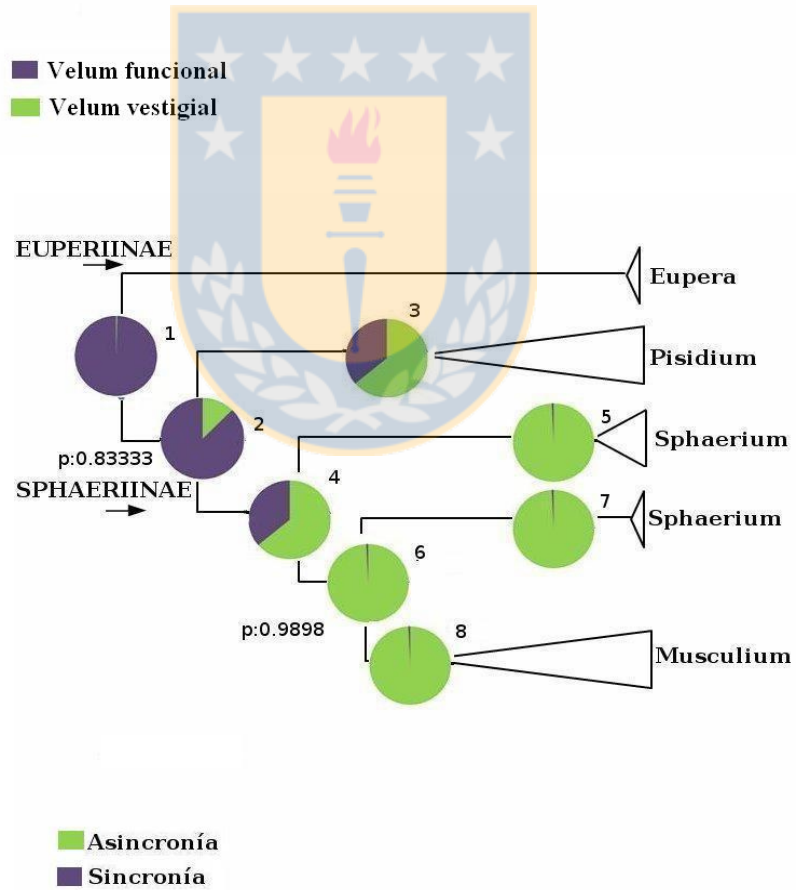 Velum funcional
Velum vestigial
EUPERIINAE
Eupera
1
3
Pisidium
2
p:0.83333
5
Sphaerium
SPHAERIINAE
4
7
Sphaerium
6
p:0.9898
8
Musculium
Asincronía
Sincronía